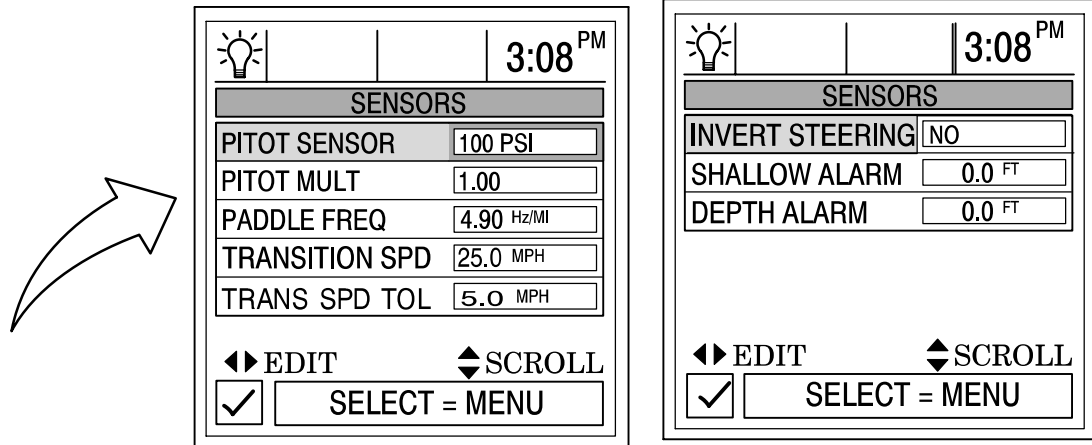 3:08 PM
SENSORS
PITOT SENSOR 100 PSI
PITOT MULT 1.00
PADDLE FREQ 4.90 Hz/MI
TRANSITION SPD 25.0 MPH
TRANS SPD TOL 5.0 MPH
EDIT SCROLL
SELECT = MENU
3:08 PM
SENSORS
INVERT STEERING NO
SHALLOW ALARM 0.0 FT
DEPTH ALARM 0.0 FT
EDIT SCROLL
SELECT = MENU